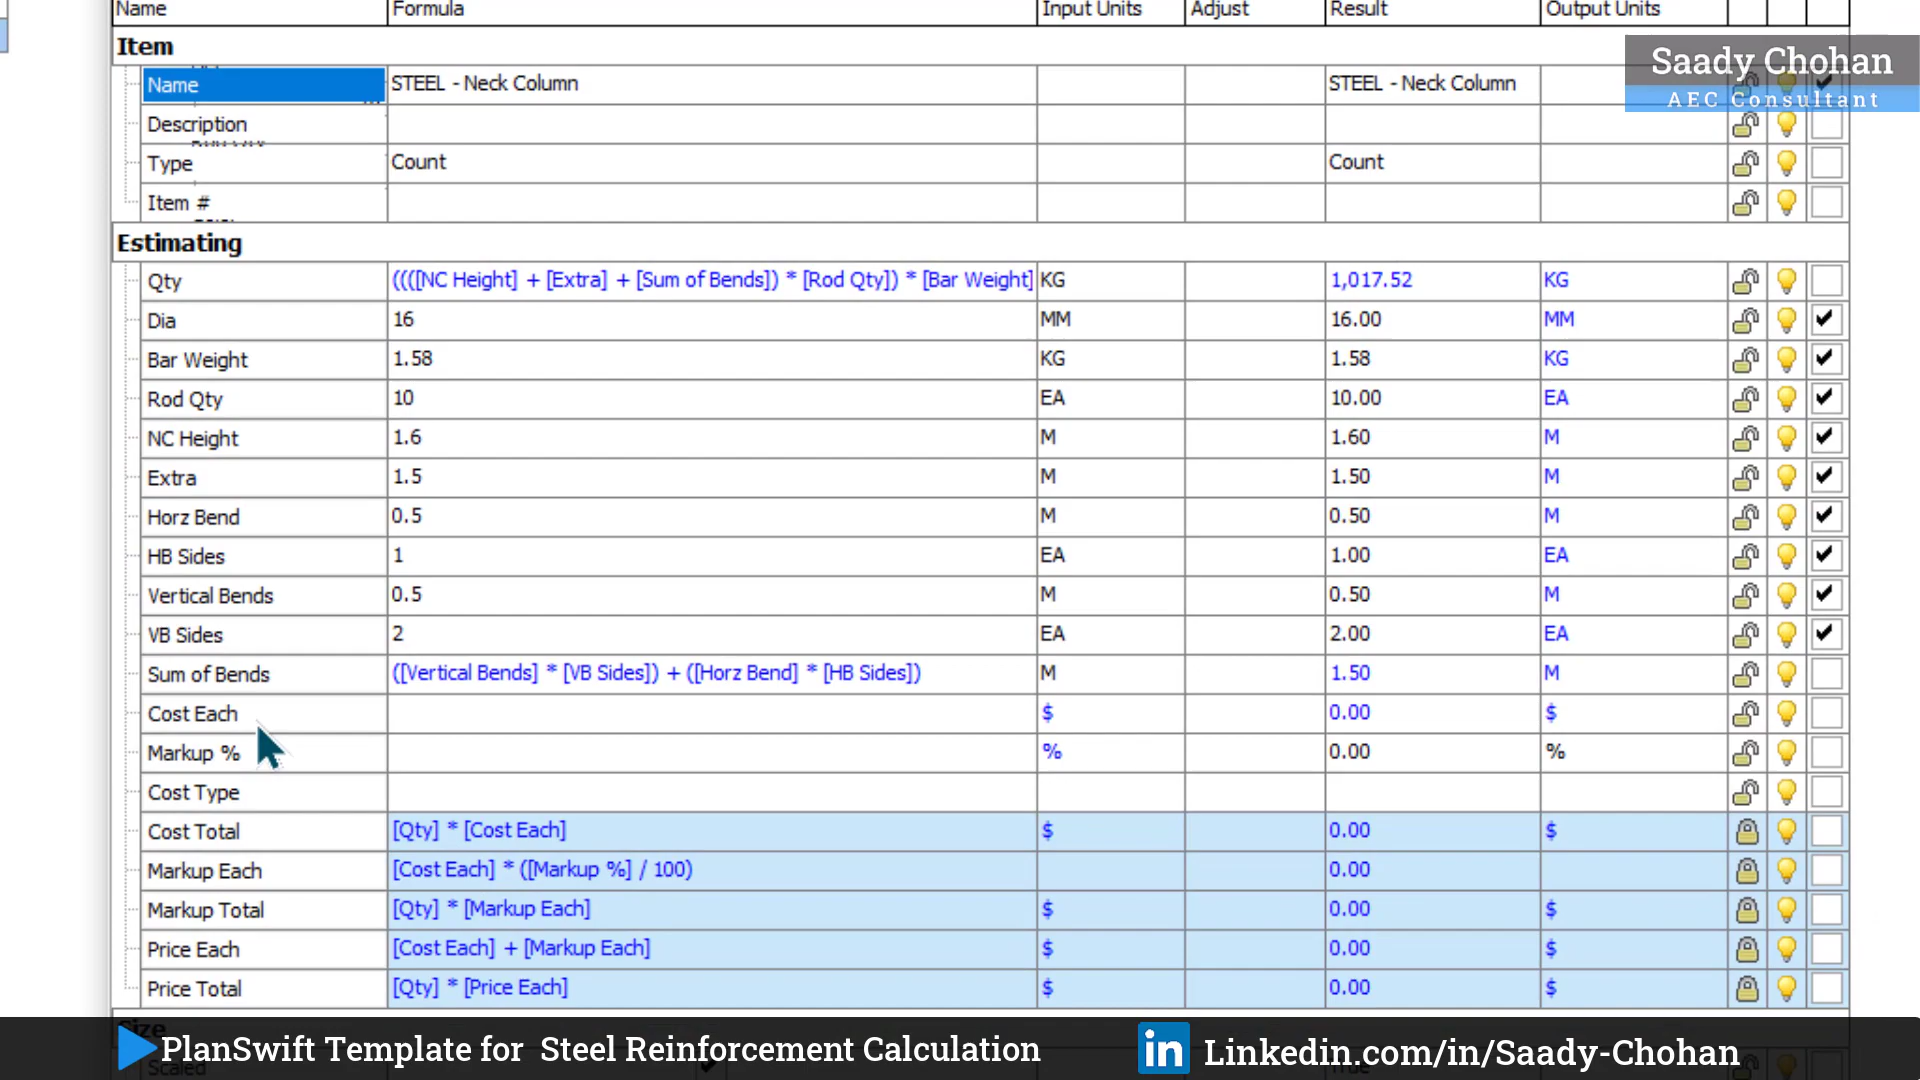 Name Formula Input Units Adjust Result Output Units
Item
Saady Chohan
AEC Consultant
Name STEEL - Neck Column STEEL - Neck Column
Description
Type Count Count
Item #
Estimating
Qty (((([NC Height] + [Extra] + [Sum of Bends]) * [Rod Qty]) * [Bar Weight] KG 1,017.52 KG
Dia 16 MM 16.00 MM
Bar Weight 1.58 KG 1.58 KG
Rod Qty 10 EA 10.00 EA
NC Height 1.6 M 1.60 M
Extra 1.5 M 1.50 M
Horz Bend 0.5 M 0.50 M
HB Sides 1 EA 1.00 EA
Vertical Bends 0.5 M 0.50 M
VB Sides 2 EA 2.00 EA
Sum of Bends ([Vertical Bends] * [VB Sides]) + ([Horz Bend] * [HB Sides]) M 1.50 M
Cost Each $ 0.00 $
Markup % % 0.00 %
Cost Type
Cost Total [Qty] * [Cost Each] $ 0.00 $
Markup Each [Cost Each] * ([Markup %] / 100) 0.00
Markup Total [Qty] * [Markup Each] $ 0.00 $
Price Each [Cost Each] + [Markup Each] $ 0.00 $
Price Total [Qty] * [Price Each] $ 0.00 $
Size
PlanSwift Template for Steel Reinforcement Calculation
in Linkedin.com/in/Saady-Chohan
Scaled True